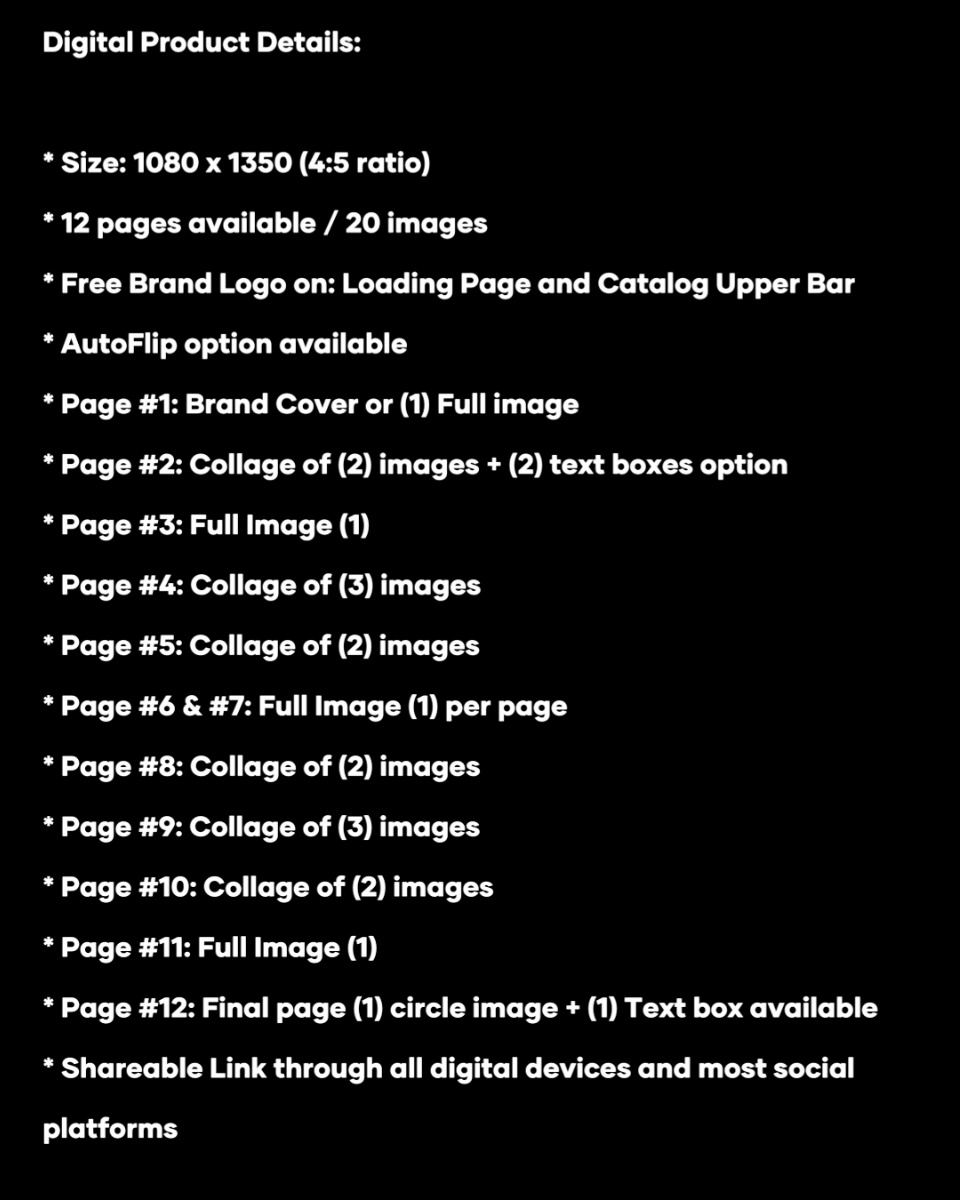 Digital Product Details:
* Size: 1080 x 1350 (4:5 ratio)
* 12 pages available / 20 images
* Free Brand Logo on: Loading Page and Catalog Upper Bar
* AutoFlip option available
* Page #1: Brand Cover or (1) Full image
* Page #2: Collage of (2) images + (2) text boxes option
* Page #3: Full Image (1)
* Page #4: Collage of (3) images
* Page #5: Collage of (2) images
* Page #6 & #7: Full Image (1) per page
* Page #8: Collage of (2) images
* Page #9: Collage of (3) images
* Page #10: Collage of (2) images
* Page #11: Full Image (1)
* Page #12: Final page (1) circle image + (1) Text box available
* Shareable Link through all digital devices and most social
platforms